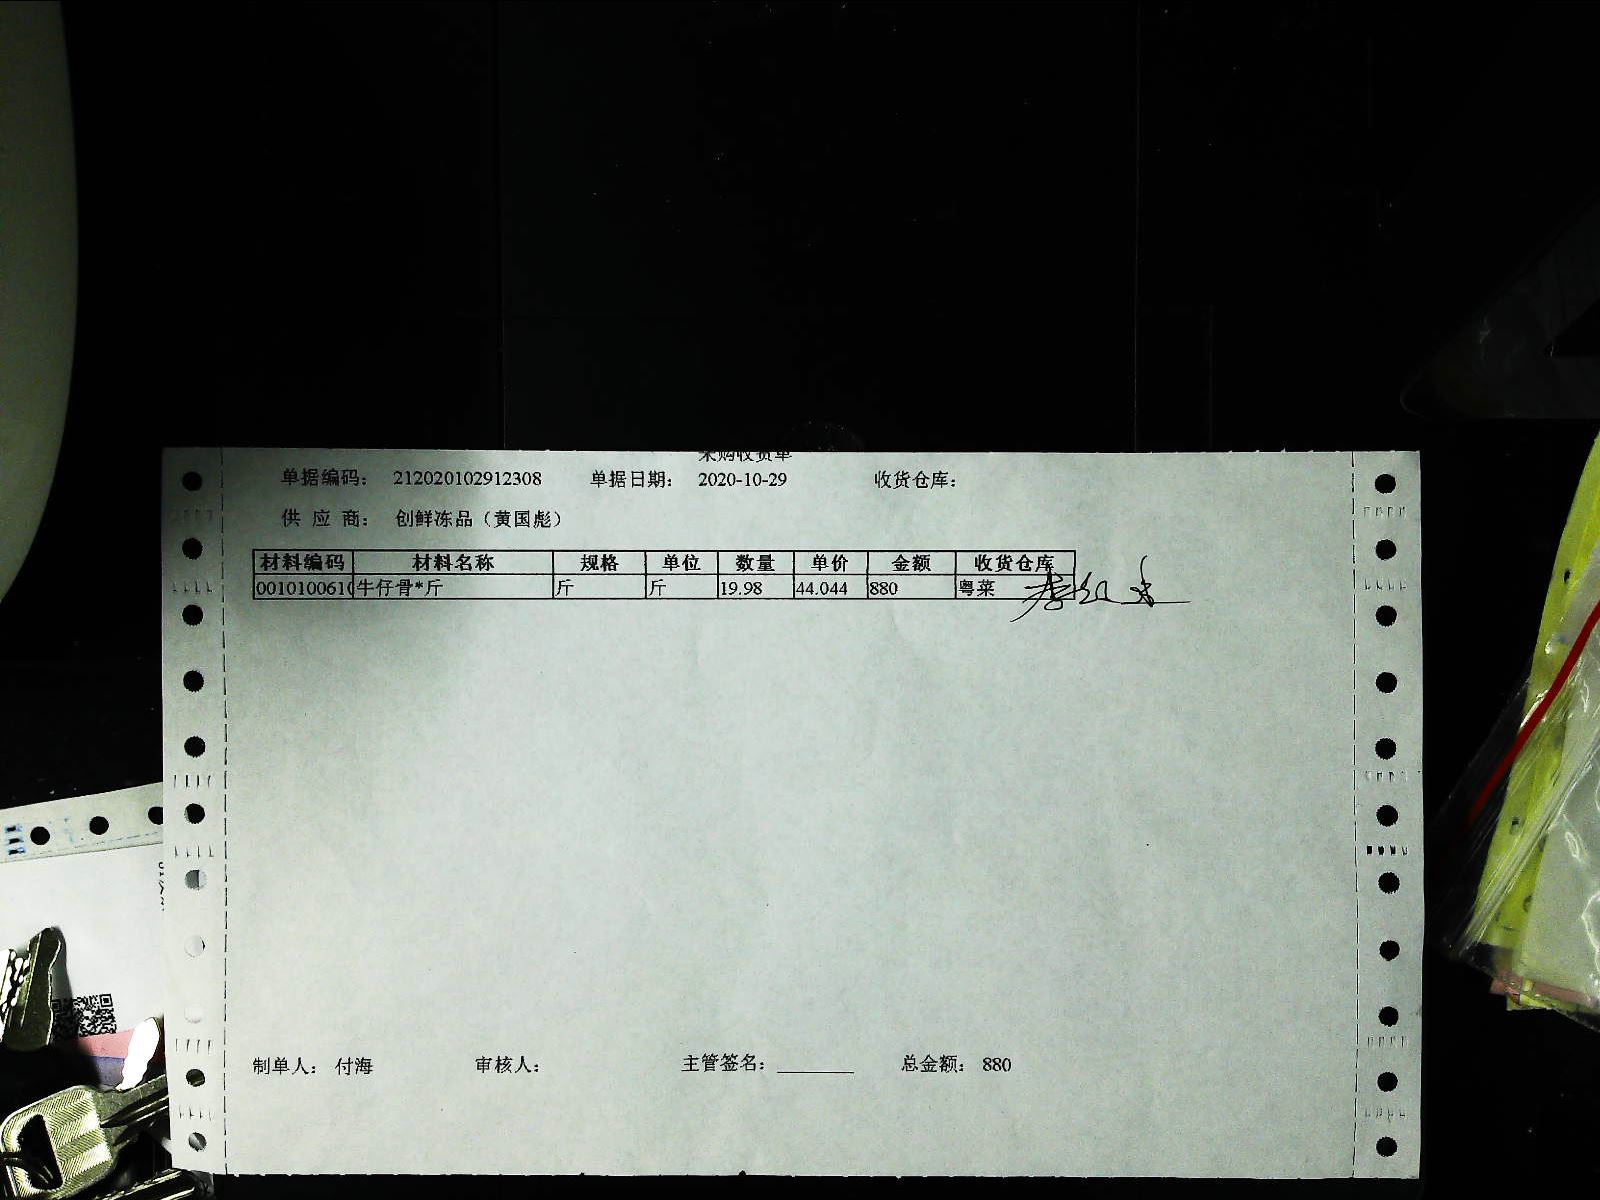 采购收货单
单据编码： 212020102912308 单据日期： 2020-10-29 收货仓库：
供 应 商： 创鲜冻品（黄国彪）
材料编码 材料名称 规格 单位 数量 单价 金额 收货仓库
0010100610 牛仔骨*斤 斤 斤 19.98 44.044 880 粤菜
制单人： 付海 审核人： 主管签名： 总金额： 880